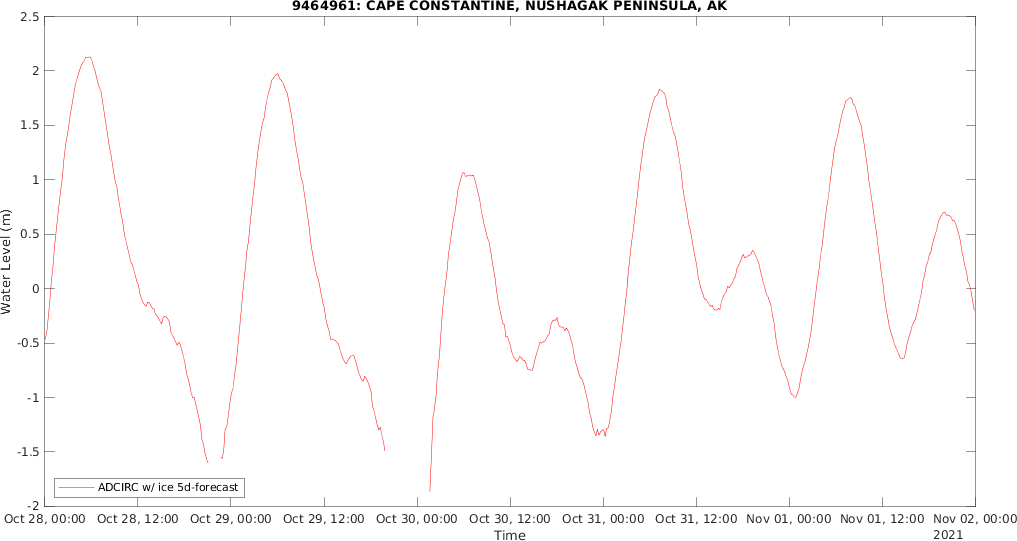 9464961: CAPE CONSTANTINE, NUSHAGAK PENINSULA, AK
2.5
2
1.5
1
0.5
0
-0.5
-1
-1.5
-2
Water Level (m)
ADCIRC w/ ice 5d-forecast
Oct 28, 00:00 Oct 28, 12:00 Oct 29, 00:00 Oct 29, 12:00 Oct 30, 00:00 Oct 30, 12:00 Oct 31, 00:00 Oct 31, 12:00 Nov 01, 00:00 Nov 01, 12:00 Nov 02, 00:00
Time
2021